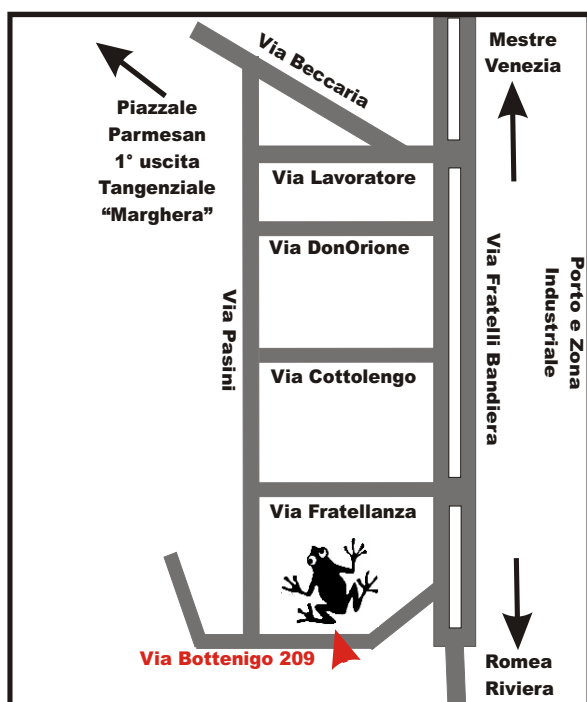 Via Beccaria
Mestre
Venezia
Piazzale
Parmesan
1° uscita
Tangenziale
“Marghera”
Via Lavoratore
Via DonOrione
Via Pasini
Via Fratelli Bandiera
Porto e Zona
Industriale
Via Cottolengo
Via Fratellanza
Via Bottenigo 209
Romea
Riviera